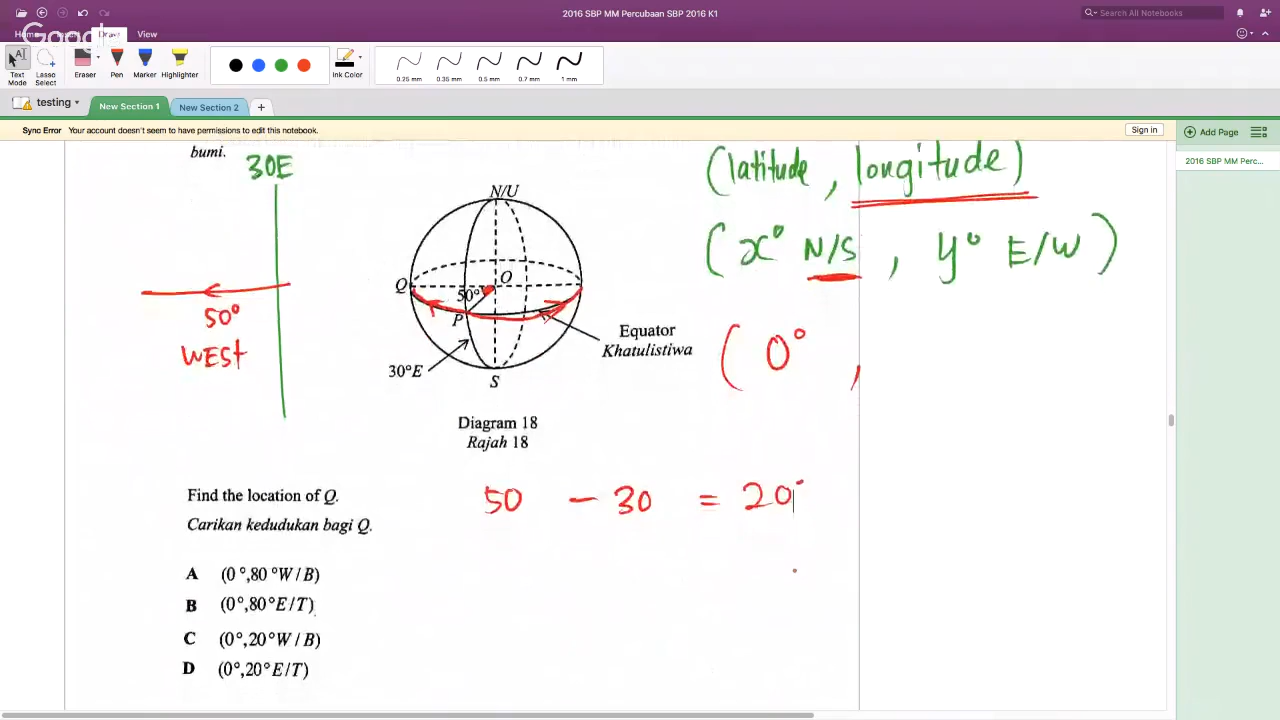 2016 SBP MM Percubaan SBP 2016 K1
Search All Notebooks
Google
Home Insert Draw View
Text Mode
Lasso Select
Eraser
Pen
Marker
Highlighter
Ink Color
0.25 mm
0.35 mm
0.5 mm
0.7 mm
1 mm
testing
New Section 1
New Section 2
+
Sync Error Your account doesn't seem to have permissions to edit this notebook.
Sign in
Add Page
2016 SBP MM Perc...
bumi.
30E
50°
WEST
N/U
Q
O
50°
P
30°E
S
Equator
Khatulistiwa
Diagram 18
Rajah 18
(latitude, longitude)
(x° N/S, y° E/W)
(0°,
50 - 30 = 20°
Find the location of Q.
Carikan kedudukan bagi Q.
A (0°,80°W/B)
B (0°,80°E/T)
C (0°,20°W/B)
D (0°,20°E/T)